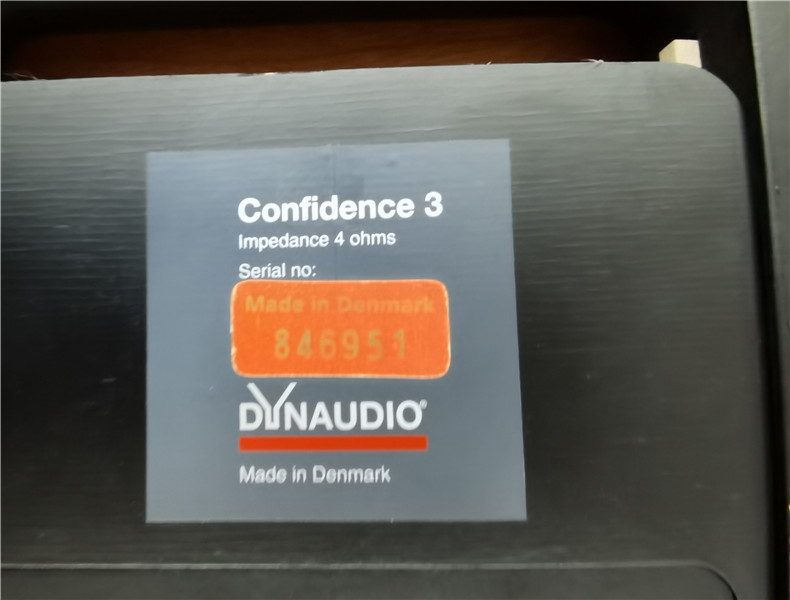 Confidence 3
Impedance 4 ohms
Serial no:
Made in Denmark
846951
DYNAUDIO®
Made in Denmark